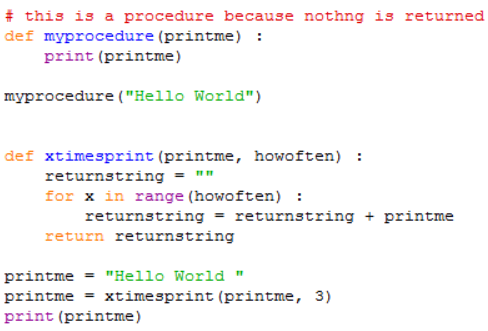 # this is a procedure because nothng is returned
def myprocedure(printme) :
    print(printme)

myprocedure("Hello World")


def xtimesprint(printme, howoften) :
    returnstring = ""
    for x in range(howoften) :
        returnstring = returnstring + printme
    return returnstring

printme = "Hello World "
printme = xtimesprint(printme, 3)
print(printme)